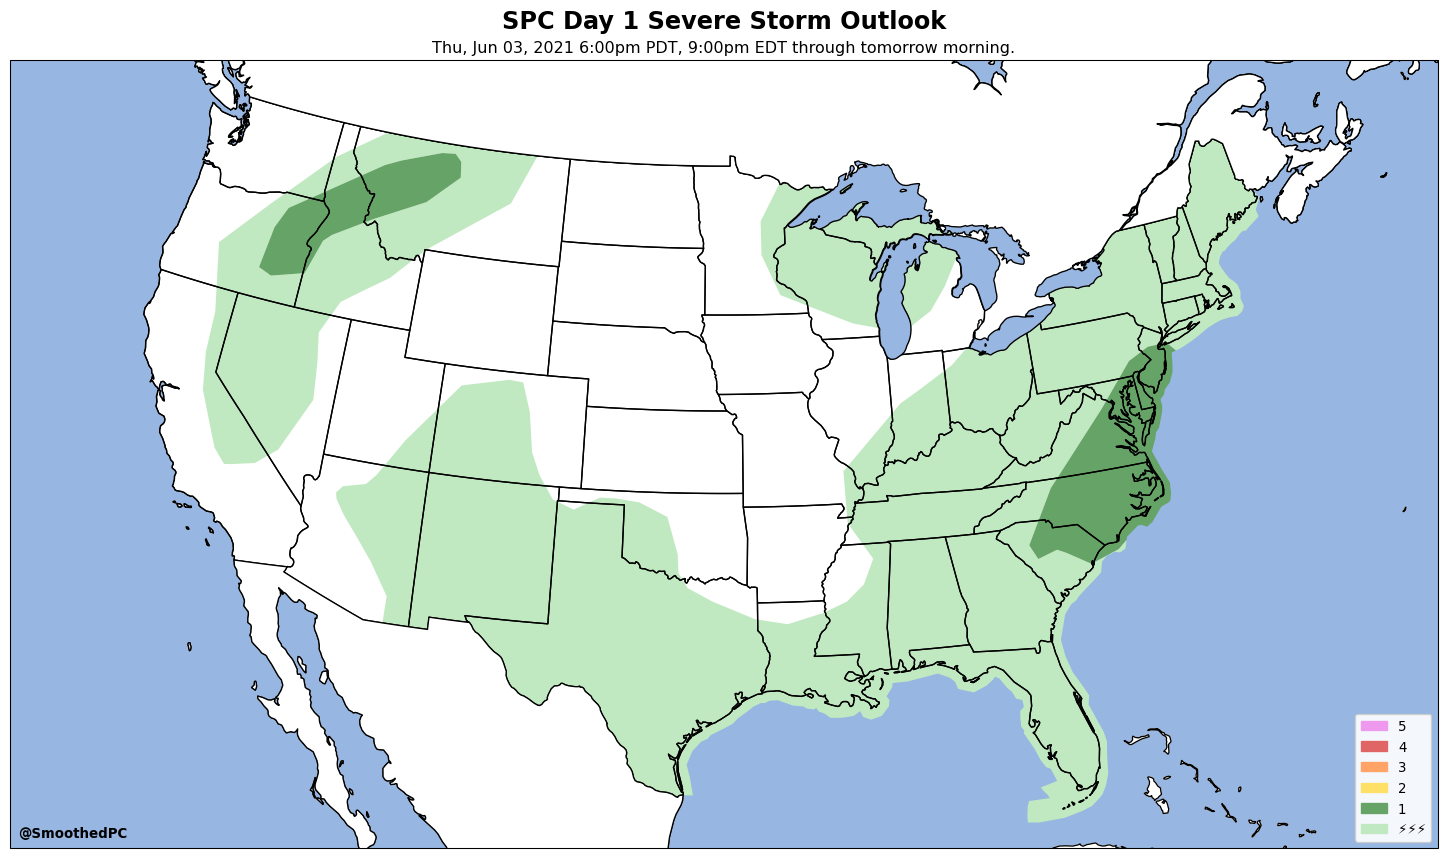 SPC Day 1 Severe Storm Outlook
Thu, Jun 03, 2021 6:00pm PDT, 9:00pm EDT through tomorrow morning.
5
4
3
2
1
⚡⚡⚡
@SmoothedPC